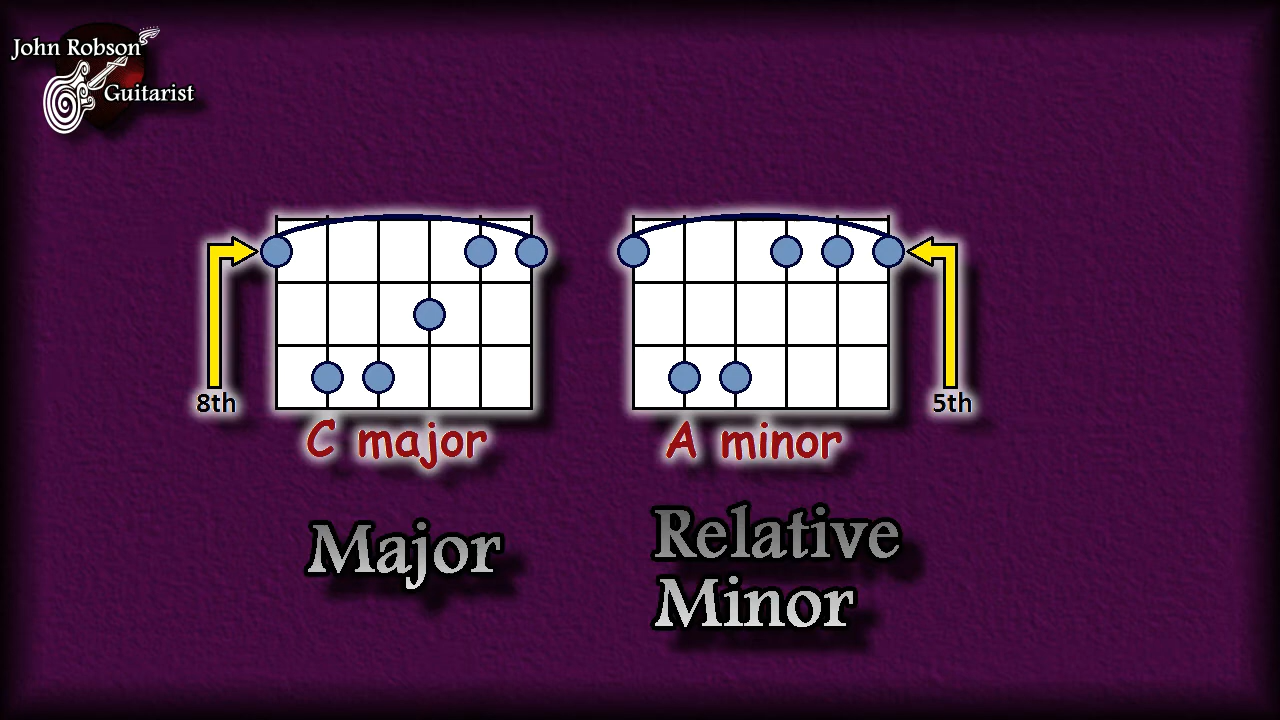 John Robson
Guitarist
8th
5th
C major
A minor
Major
Relative
Minor